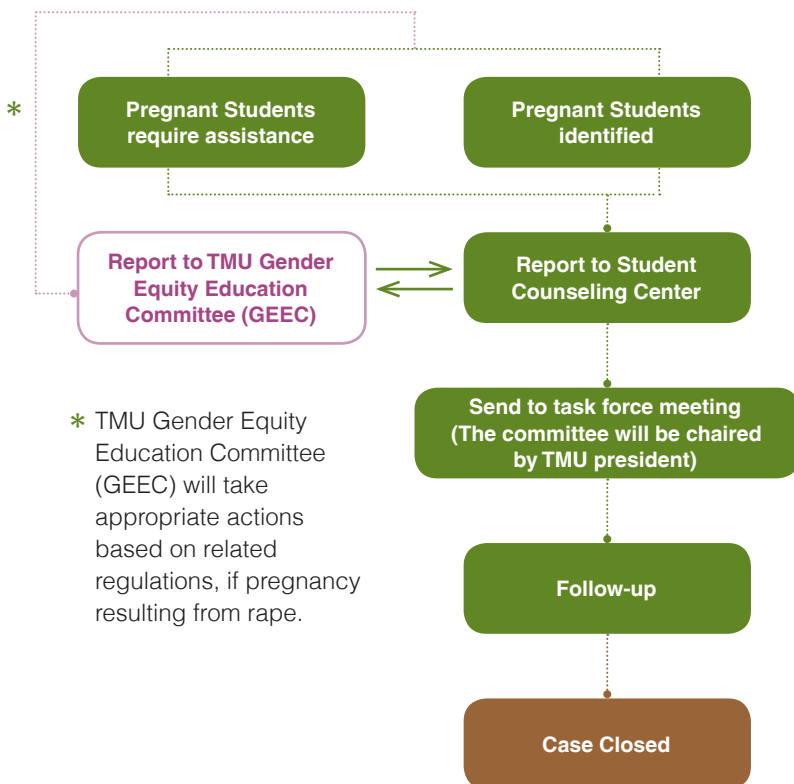 Pregnant Students
require assistance
Pregnant Students
identified
*
Report to TMU Gender
Equity Education
Committee (GEEC)
Report to Student
Counseling Center
Send to task force meeting
(The committee will be chaired
by TMU president)
* TMU Gender Equity
Education Committee
(GEEC) will take
appropriate actions
based on related
regulations, if pregnancy
resulting from rape.
Follow-up
Case Closed